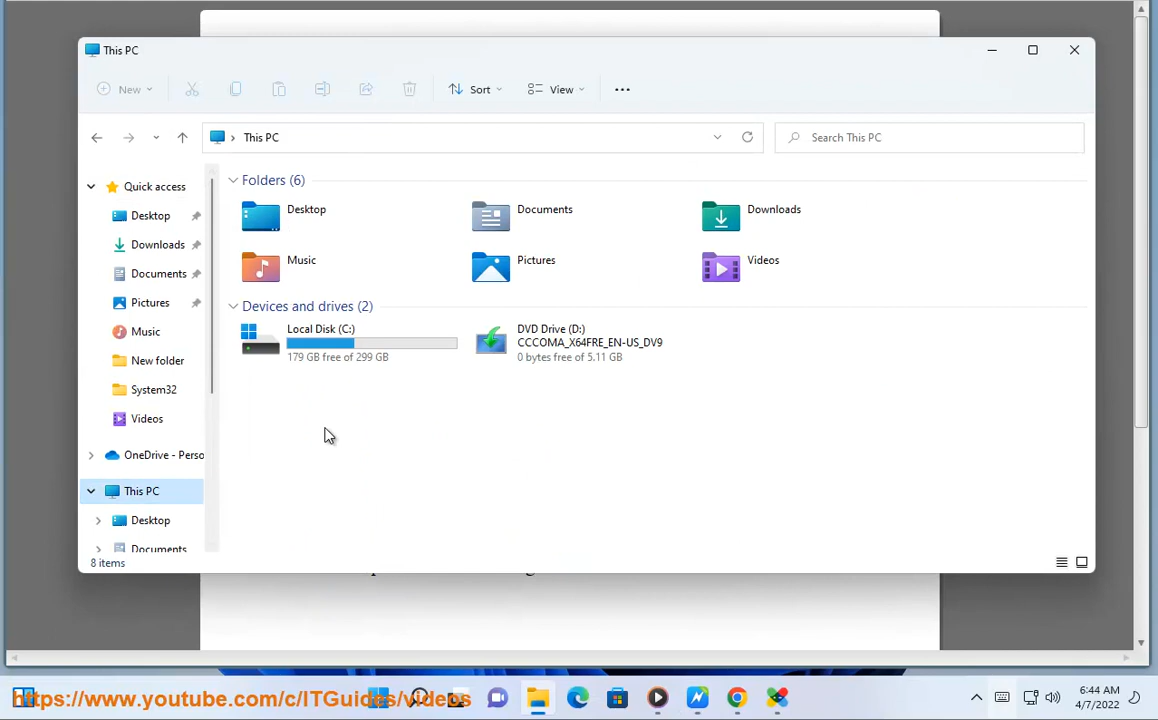 This PC
New
Sort
View
This PC
Search This PC
Quick access
Desktop
Downloads
Documents
Pictures
Music
New folder
System32
Videos
OneDrive - Perso
This PC
Desktop
Documents
Folders (6)
Desktop
Documents
Downloads
Music
Pictures
Videos
Devices and drives (2)
Local Disk (C:)
179 GB free of 299 GB
DVD Drive (D:)
CCCOMA_X64FRE_EN-US_DV9
0 bytes free of 5.11 GB
8 items
https://www.youtube.com/c/ITGuides/videos
6:44 AM
4/7/2022